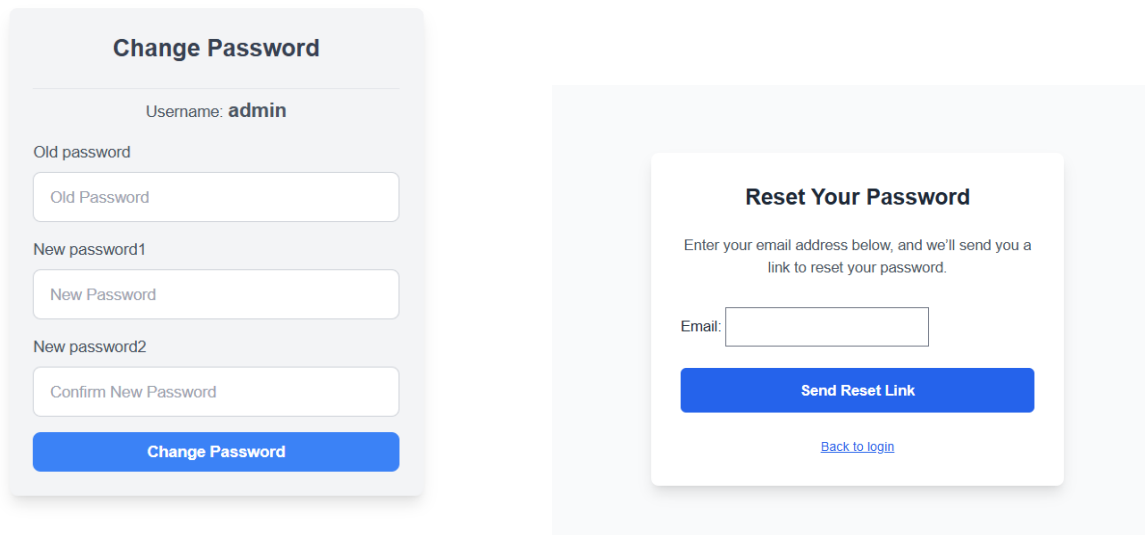 Change Password
Username: admin
Old password
Old Password
New password1
New Password
New password2
Confirm New Password
Change Password
Reset Your Password
Enter your email address below, and we'll send you a
link to reset your password.
Email:
Send Reset Link
Back to login